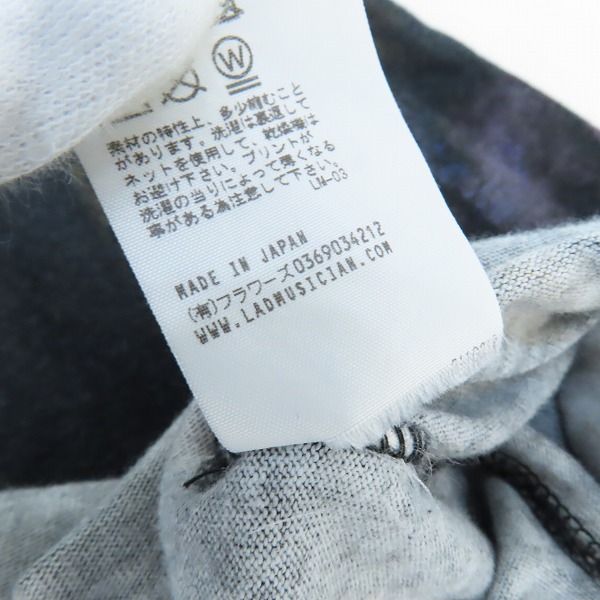 W
素材の特性上、多少縮むこと
があります。洗濯は裏返して
ネットを使用して、乾燥機は
お避け下さい。プリントが
洗濯の当りによって悪くなる
事がある為注意して下さい。
LM-03
MADE IN JAPAN
(有)フラワーズ0369034212
WWW.LADMUSICIAN.COM